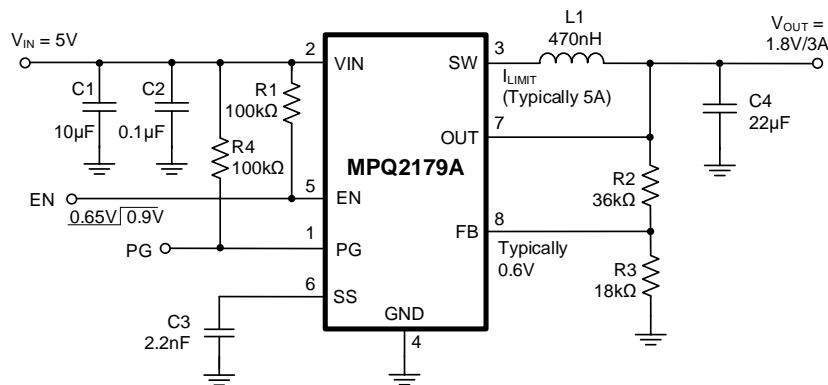 V_IN = 5V
C1
10µF
C2
0.1µF
R1
100kΩ
R4
100kΩ
EN
0.65V 0.9V
PG
C3
2.2nF
2
VIN
5
EN
1
PG
6
SS
MPQ2179A
GND
4
SW
3
OUT
7
FB
8
L1
470nH
I_LIMIT
(Typically 5A)
Typically
0.6V
R2
36kΩ
R3
18kΩ
V_OUT =
1.8V/3A
C4
22µF